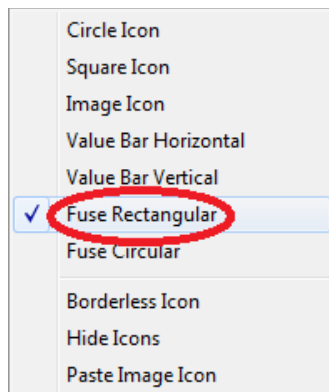 Circle Icon
Square Icon
Image Icon
Value Bar Horizontal
Value Bar Vertical
Fuse Rectangular
Fuse Circular
Borderless Icon
Hide Icons
Paste Image Icon